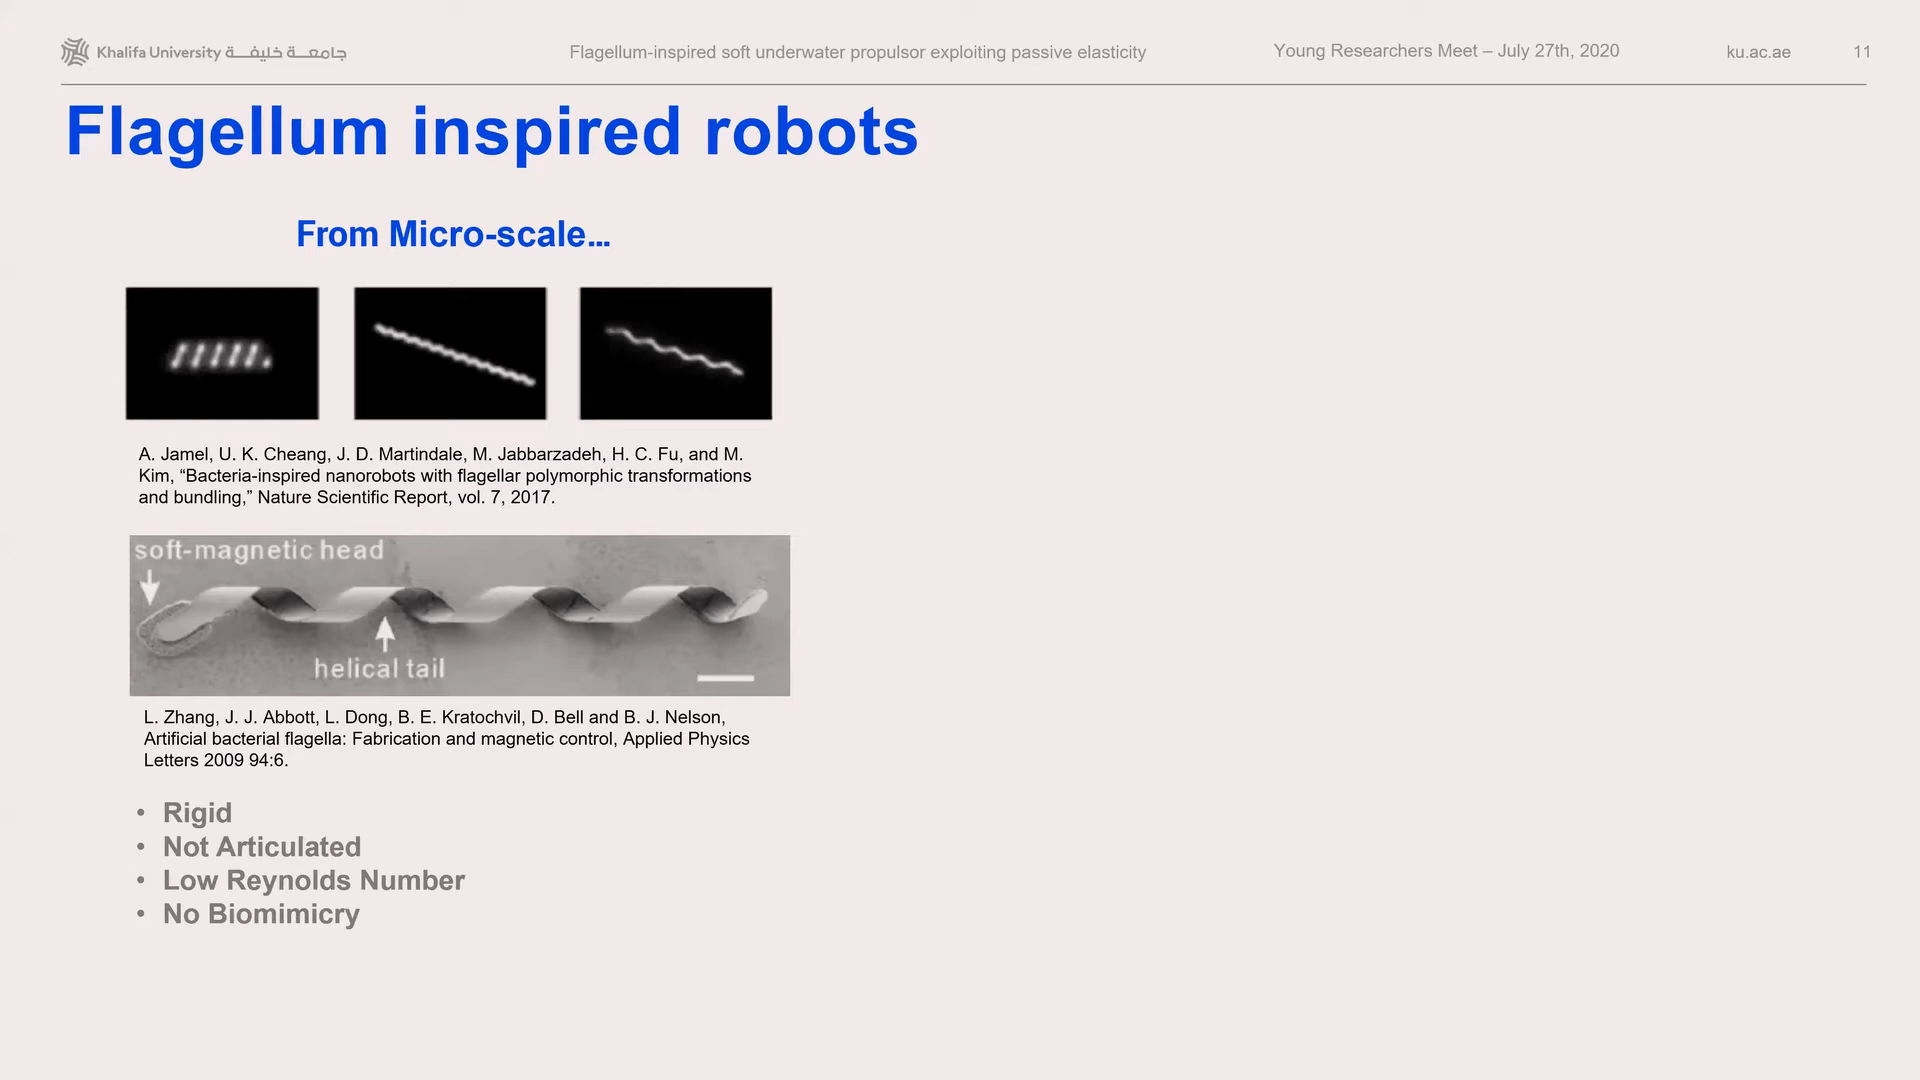 Khalifa University جامعة خليفة
Flagellum-inspired soft underwater propulsor exploiting passive elasticity
Young Researchers Meet – July 27th, 2020
ku.ac.ae
11
Flagellum inspired robots
From Micro-scale...
A. Jamel, U. K. Cheang, J. D. Martindale, M. Jabbarzadeh, H. C. Fu, and M.
Kim, “Bacteria-inspired nanorobots with flagellar polymorphic transformations
and bundling,” Nature Scientific Report, vol. 7, 2017.
soft-magnetic head
helical tail
L. Zhang, J. J. Abbott, L. Dong, B. E. Kratochvil, D. Bell and B. J. Nelson,
Artificial bacterial flagella: Fabrication and magnetic control, Applied Physics
Letters 2009 94:6.
• Rigid
• Not Articulated
• Low Reynolds Number
• No Biomimicry